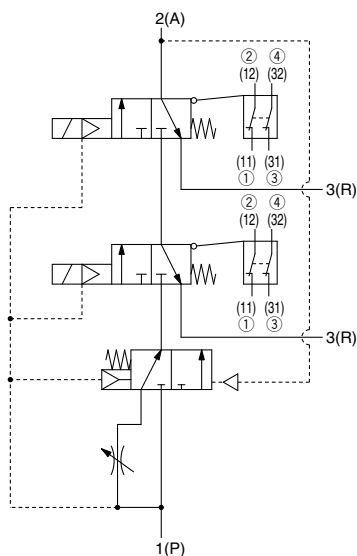 2(A)
② ④
(12) (32)
(11) (31)
① ③
3(R)
② ④
(12) (32)
(11) (31)
① ③
3(R)
1(P)